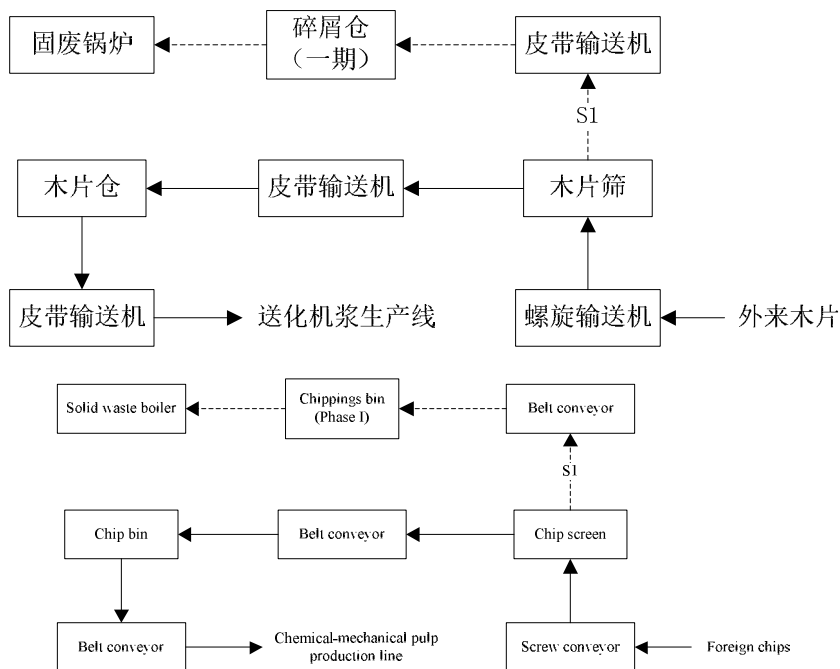 固废锅炉
碎屑仓
（一期）
皮带输送机
S1
木片仓
皮带输送机
木片筛
皮带输送机
送化机浆生产线
螺旋输送机
外来木片
Solid waste boiler
Chippings bin
(Phase I)
Belt conveyor
S1
Chip bin
Belt conveyor
Chip screen
Belt conveyor
Chemical-mechanical pulp
production line
Screw conveyor
Foreign chips